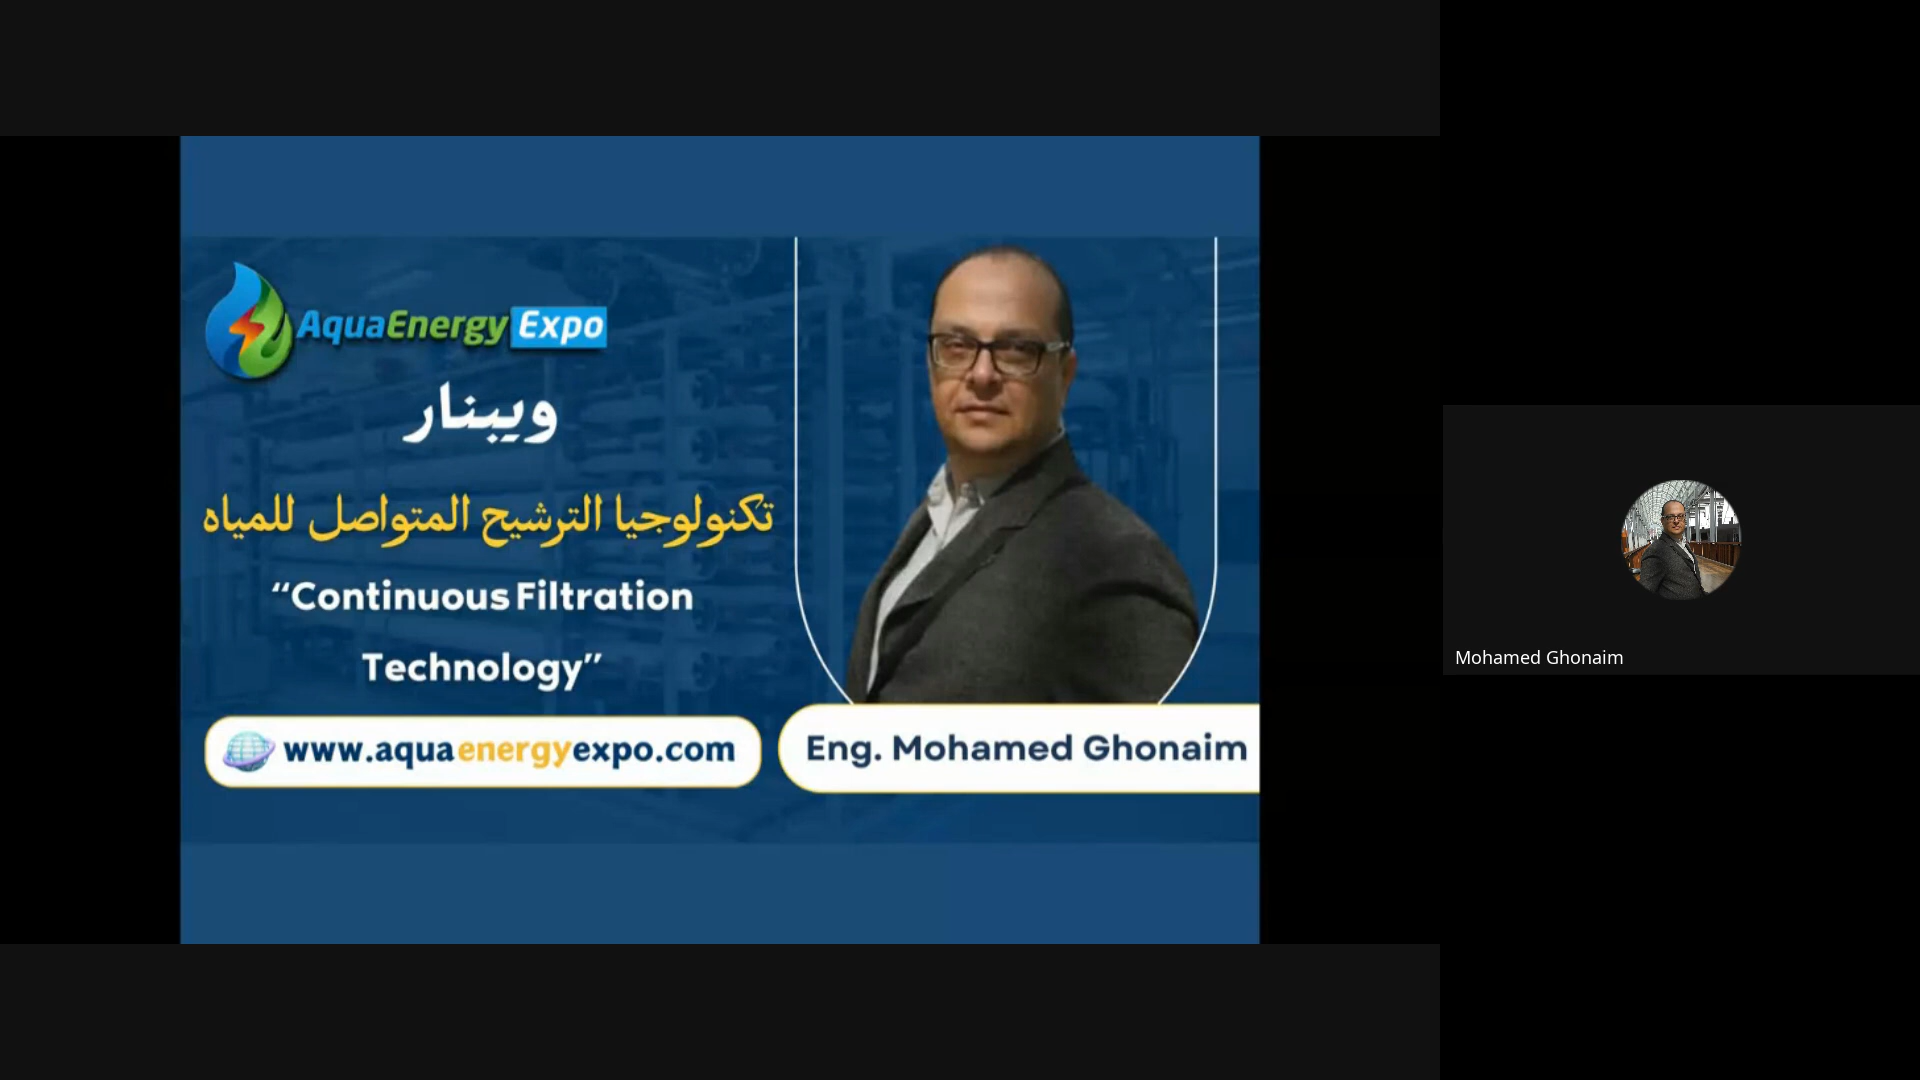 AquaEnergy Expo
ويبنار
تكنولوجيا الترشيح المتواصل للمياه
“Continuous Filtration
Technology”
www.aquaenergyexpo.com
Eng. Mohamed Ghonaim
Mohamed Ghonaim